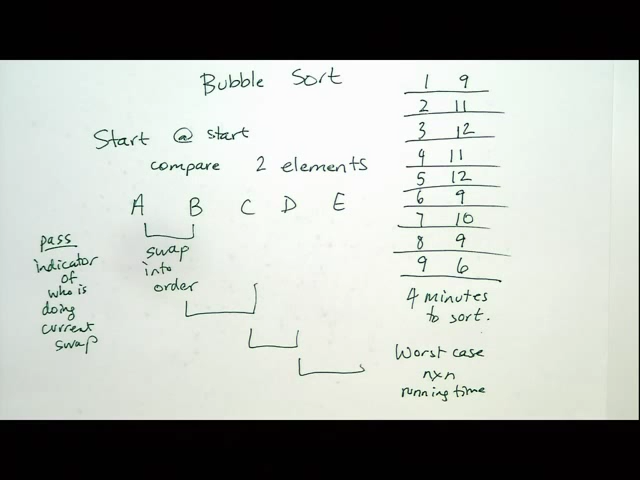 Bubble Sort
Start @ start
compare 2 elements
A B C D E
swap
into
order
pass
indicator
of
who is
doing
current
swap
1 9
2 11
3 12
4 11
5 12
6 9
7 10
8 9
9 6
4 minutes
to sort.
Worst case
n×n
running time